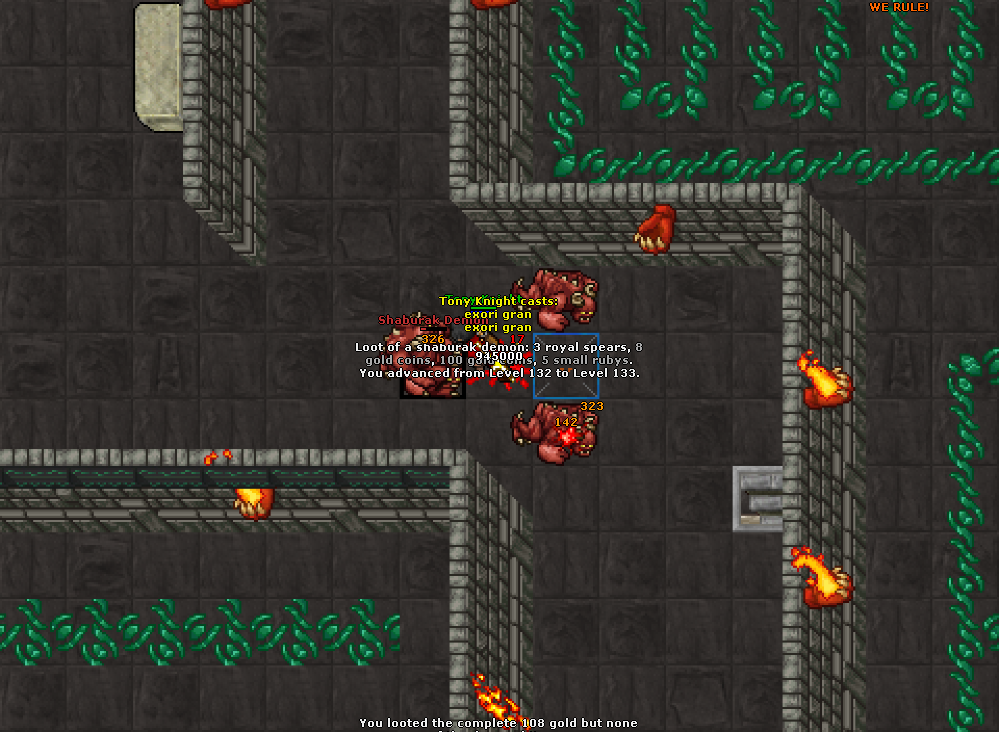 WE RULE!
Tony Knight casts:
exori gran
exori gran
Shaburak Demon
326
17
Loot of a shaburak demon: 3 royal spears, 8
gold coins, 100 gold coins, 5 small rubys.
945000
You advanced from Level 132 to Level 133.
323
142
You looted the complete 108 gold but none